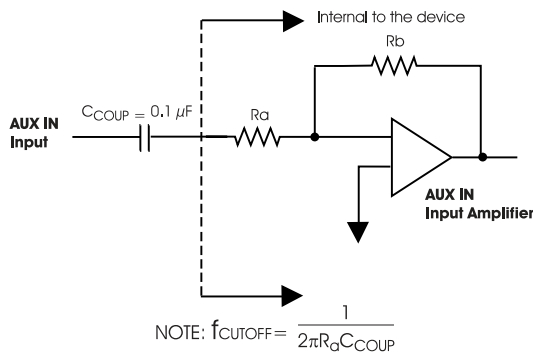 Internal to the device
Rb
C_COUP = 0.1 µF
Ra
AUX IN
Input
AUX IN
Input Amplifier
NOTE: f_CUTOFF = 1 / 2πR_aC_COUP